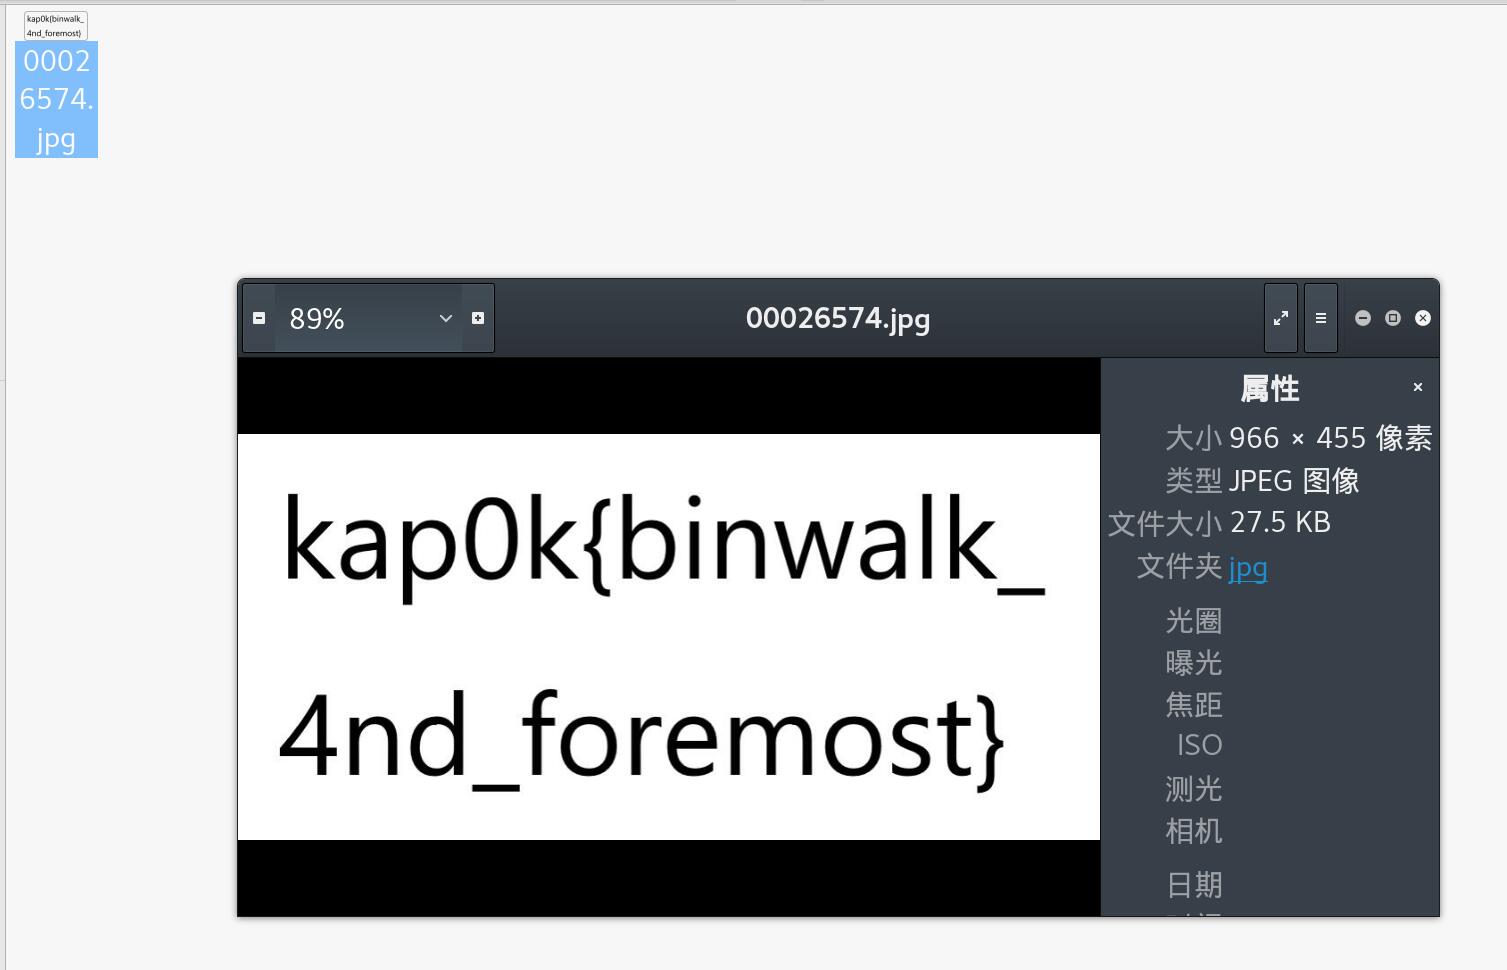 kap0k{binwalk_
4nd_foremost}
0002
6574.
jpg
89%
00026574.jpg
kap0k{binwalk_
4nd_foremost}
属性
大小 966 × 455 像素
类型 JPEG 图像
文件大小 27.5 KB
文件夹 jpg
光圈
曝光
焦距
ISO
测光
相机
日期